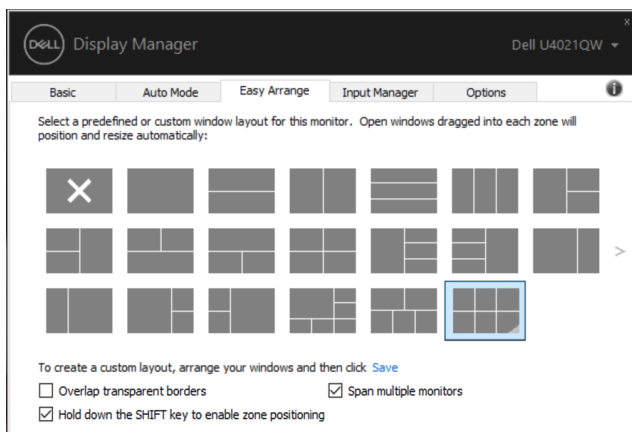 x
DELL Display Manager Dell U4021QW
Basic Auto Mode Easy Arrange Input Manager Options i
Select a predefined or custom window layout for this monitor. Open windows dragged into each zone will
position and resize automatically:
>
To create a custom layout, arrange your windows and then click Save
Overlap transparent borders Span multiple monitors
Hold down the SHIFT key to enable zone positioning